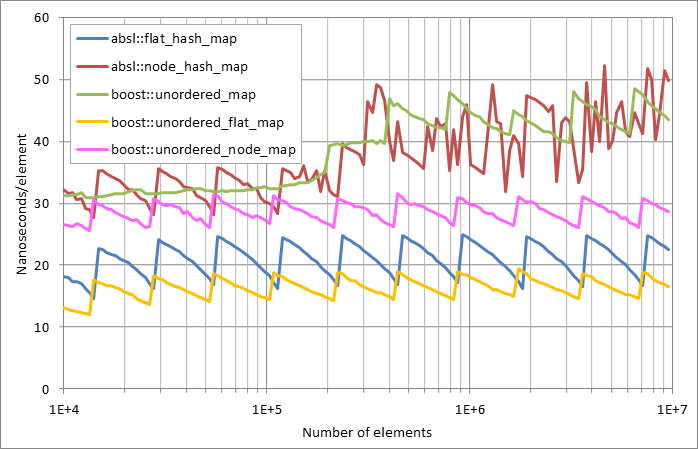 60
50
40
30
20
10
0
Nanoseconds/element
absl::flat_hash_map
absl::node_hash_map
boost::unordered_map
boost::unordered_flat_map
boost::unordered_node_map
1E+4 1E+5 1E+6 1E+7
Number of elements